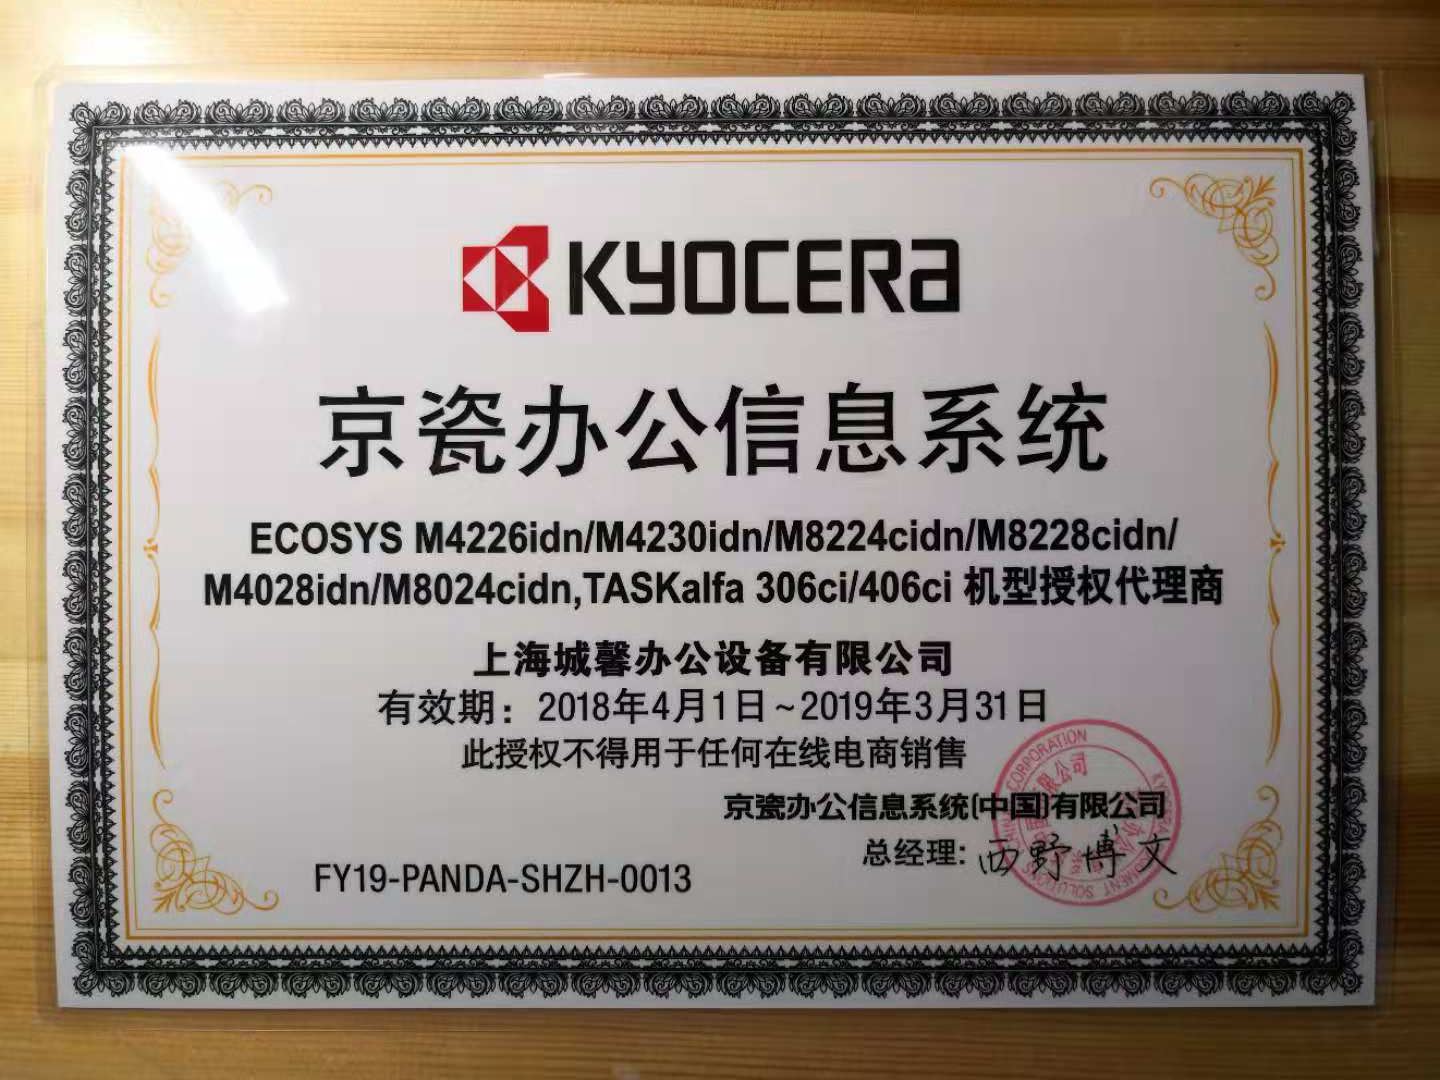 KYOCERA
京瓷办公信息系统
ECOSYS M4226idn/M4230idn/M8224cidn/M8228cidn/
M4028idn/M8024cidn,TASKalfa 306ci/406ci 机型授权代理商
上海城馨办公设备有限公司
有效期：2018年4月1日~2019年3月31日
此授权不得用于任何在线电商销售
京瓷办公信息系统(中国)有限公司
总经理: 西野博文
FY19-PANDA-SHZH-0013
CORPORATION
SOLUTIONS
限公司